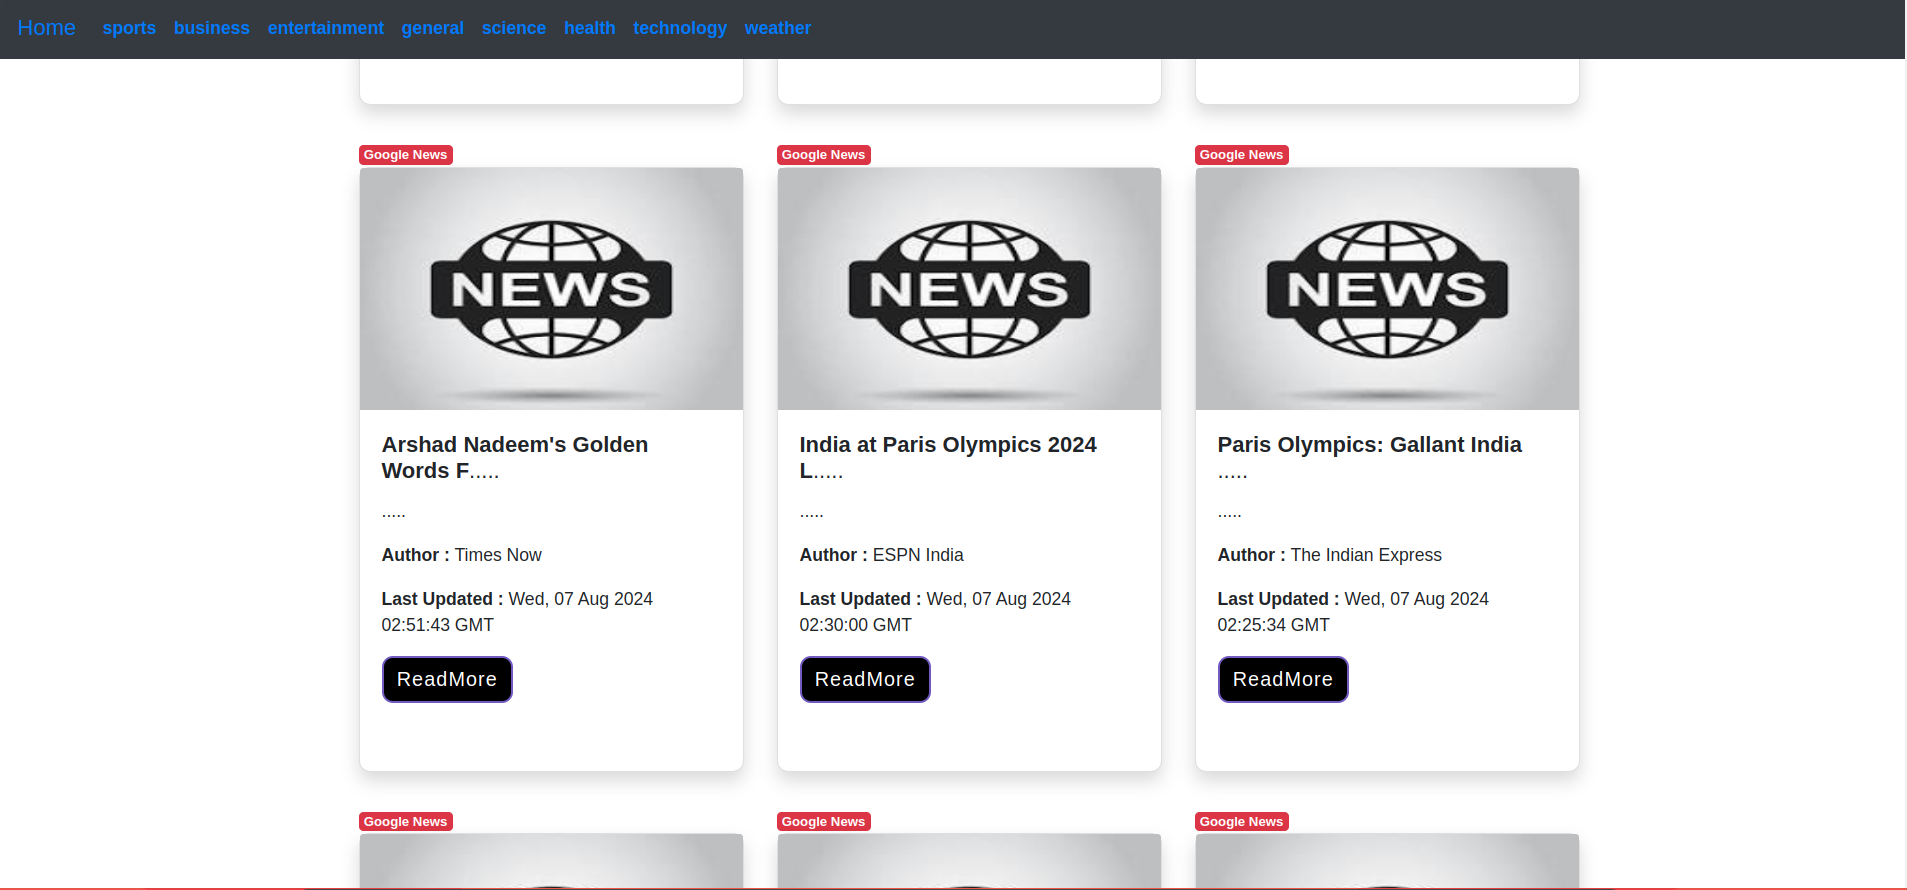 Home sports business entertainment general science health technology weather
Google News Google News Google News
NEWS NEWS NEWS
Arshad Nadeem's Golden
Words F.....
.....
Author : Times Now
Last Updated : Wed, 07 Aug 2024
02:51:43 GMT
ReadMore
India at Paris Olympics 2024
L.....
.....
Author : ESPN India
Last Updated : Wed, 07 Aug 2024
02:30:00 GMT
ReadMore
Paris Olympics: Gallant India
.....
.....
Author : The Indian Express
Last Updated : Wed, 07 Aug 2024
02:25:34 GMT
ReadMore
Google News Google News Google News